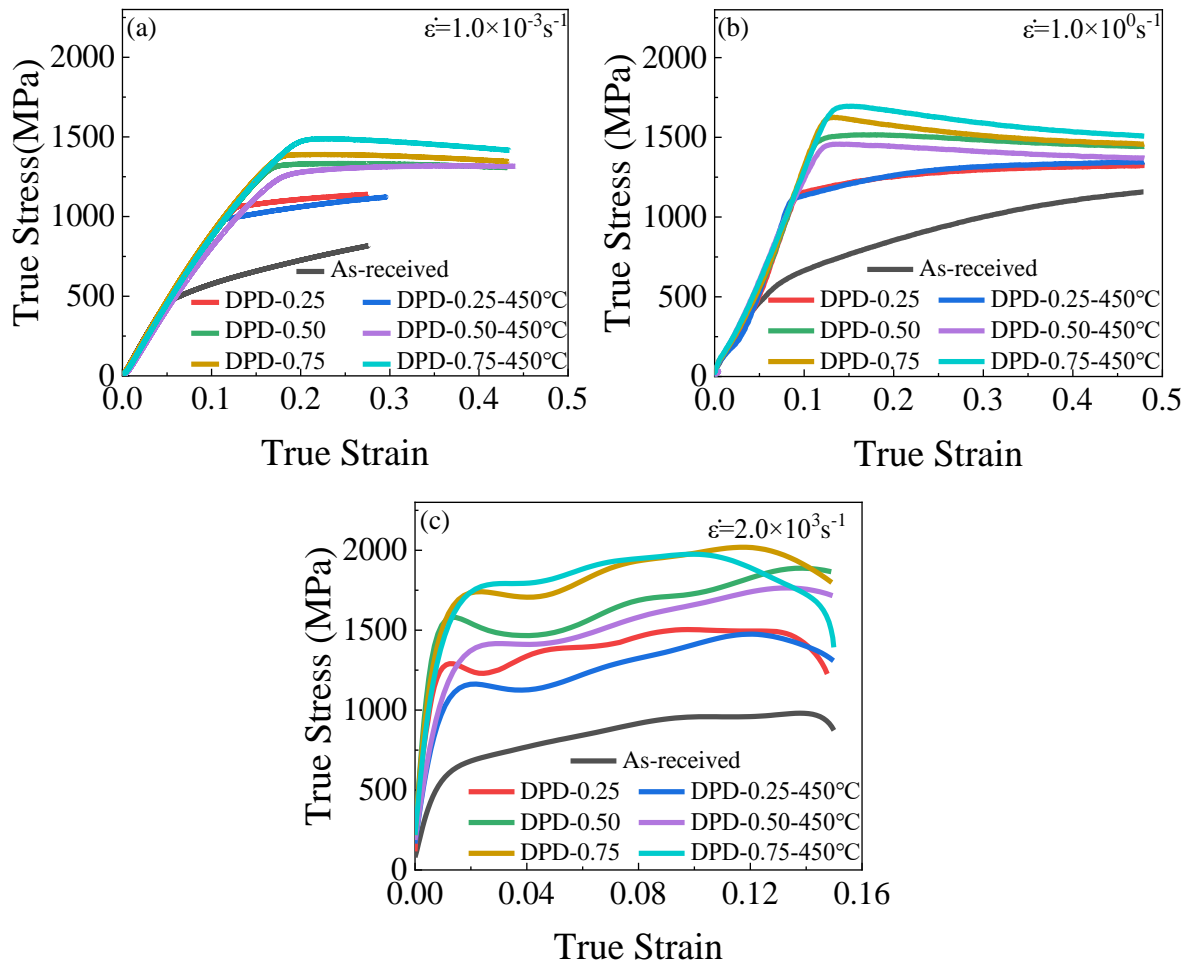 (a)
ε̇=1.0×10⁻³s⁻¹
2000
1500
1000
500
0
True Stress(MPa)
As-received
DPD-0.25 DPD-0.25-450°C
DPD-0.50 DPD-0.50-450°C
DPD-0.75 DPD-0.75-450°C
0.0 0.1 0.2 0.3 0.4 0.5
True Strain
(b)
ε̇=1.0×10⁰s⁻¹
2000
1500
1000
500
0
True Stress (MPa)
As-received
DPD-0.25 DPD-0.25-450°C
DPD-0.50 DPD-0.50-450°C
DPD-0.75 DPD-0.75-450°C
0.0 0.1 0.2 0.3 0.4 0.5
True Strain
(c)
ε̇=2.0×10³s⁻¹
2000
1500
1000
500
0
True Stress (MPa)
As-received
DPD-0.25 DPD-0.25-450°C
DPD-0.50 DPD-0.50-450°C
DPD-0.75 DPD-0.75-450°C
0.00 0.04 0.08 0.12 0.16
True Strain